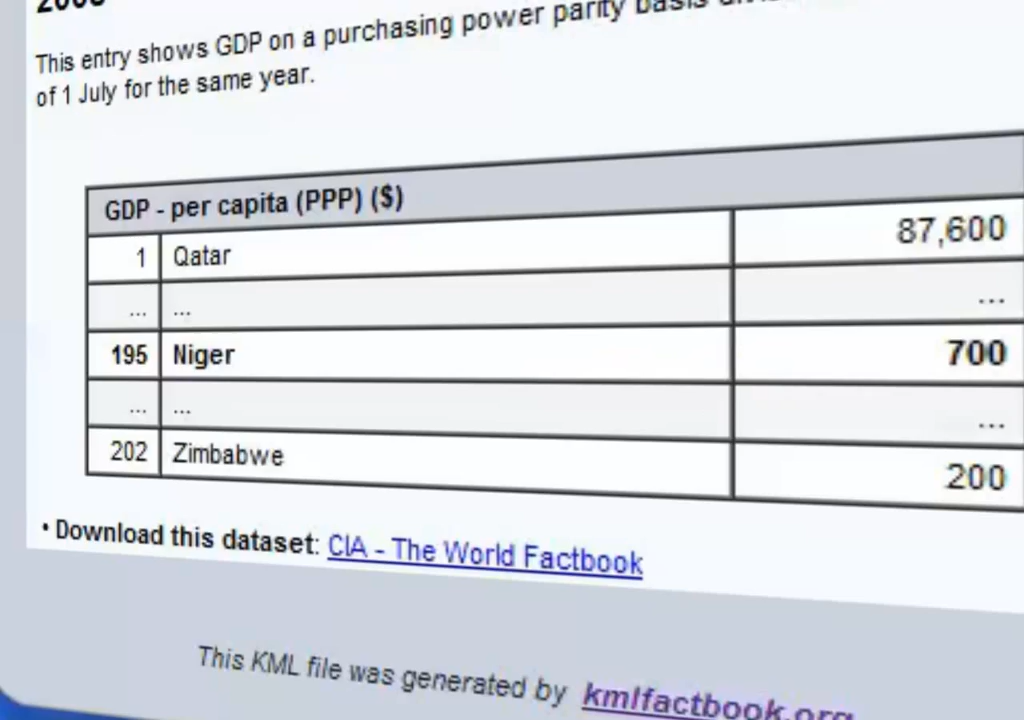 This entry shows GDP on a purchasing power parity basis
of 1 July for the same year.
GDP - per capita (PPP) ($)
1 Qatar 87,600
... ... ...
195 Niger 700
... ... ...
202 Zimbabwe 200
• Download this dataset: CIA - The World Factbook
This KML file was generated by kmlfactbook.org